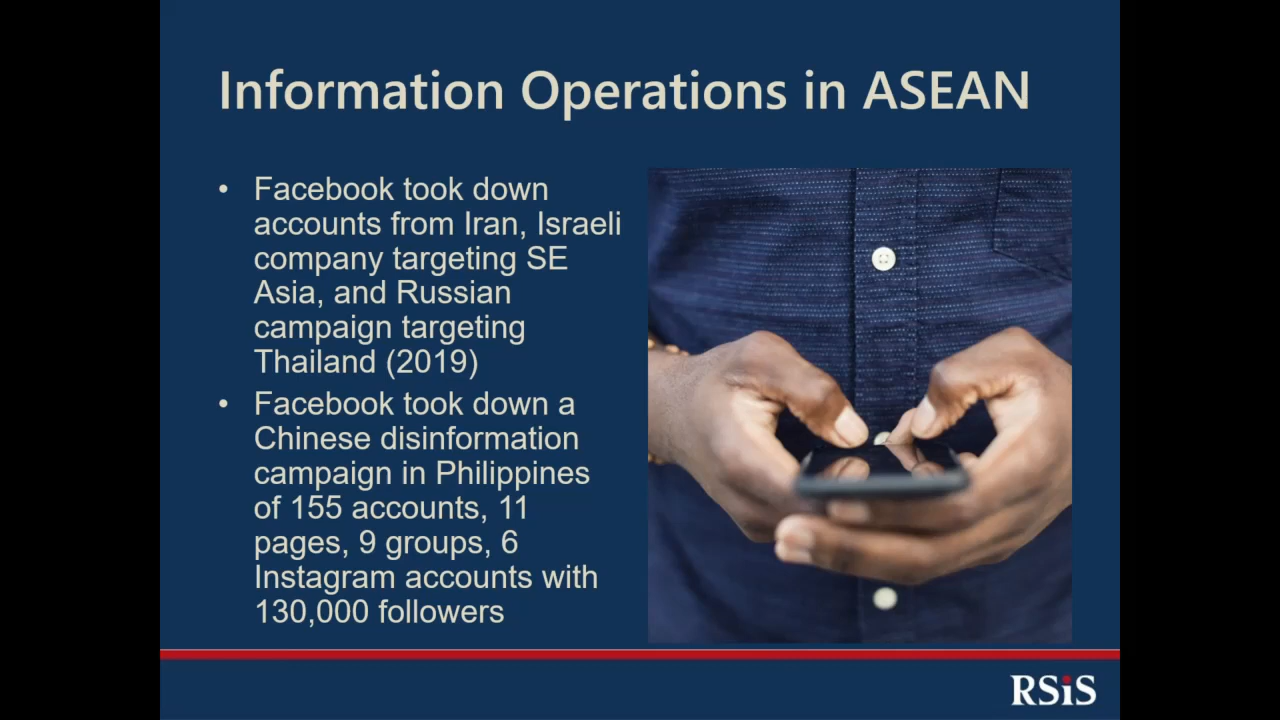 Information Operations in ASEAN
• Facebook took down
accounts from Iran, Israeli
company targeting SE
Asia, and Russian
campaign targeting
Thailand (2019)
• Facebook took down a
Chinese disinformation
campaign in Philippines
of 155 accounts, 11
pages, 9 groups, 6
Instagram accounts with
130,000 followers
RSiS